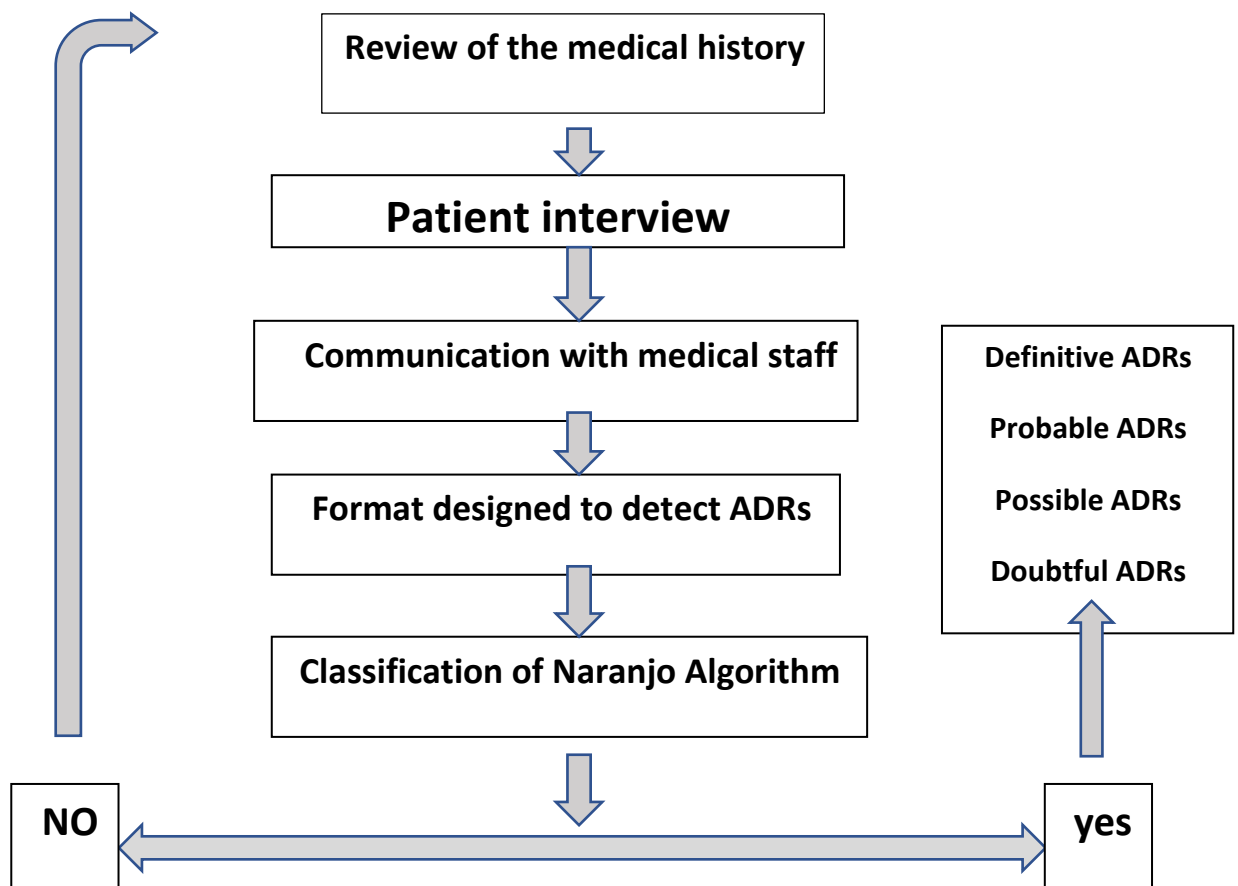 Review of the medical history
Patient interview
Communication with medical staff
Format designed to detect ADRs
Classification of Naranjo Algorithm
Definitive ADRs
Probable ADRs
Possible ADRs
Doubtful ADRs
NO
yes